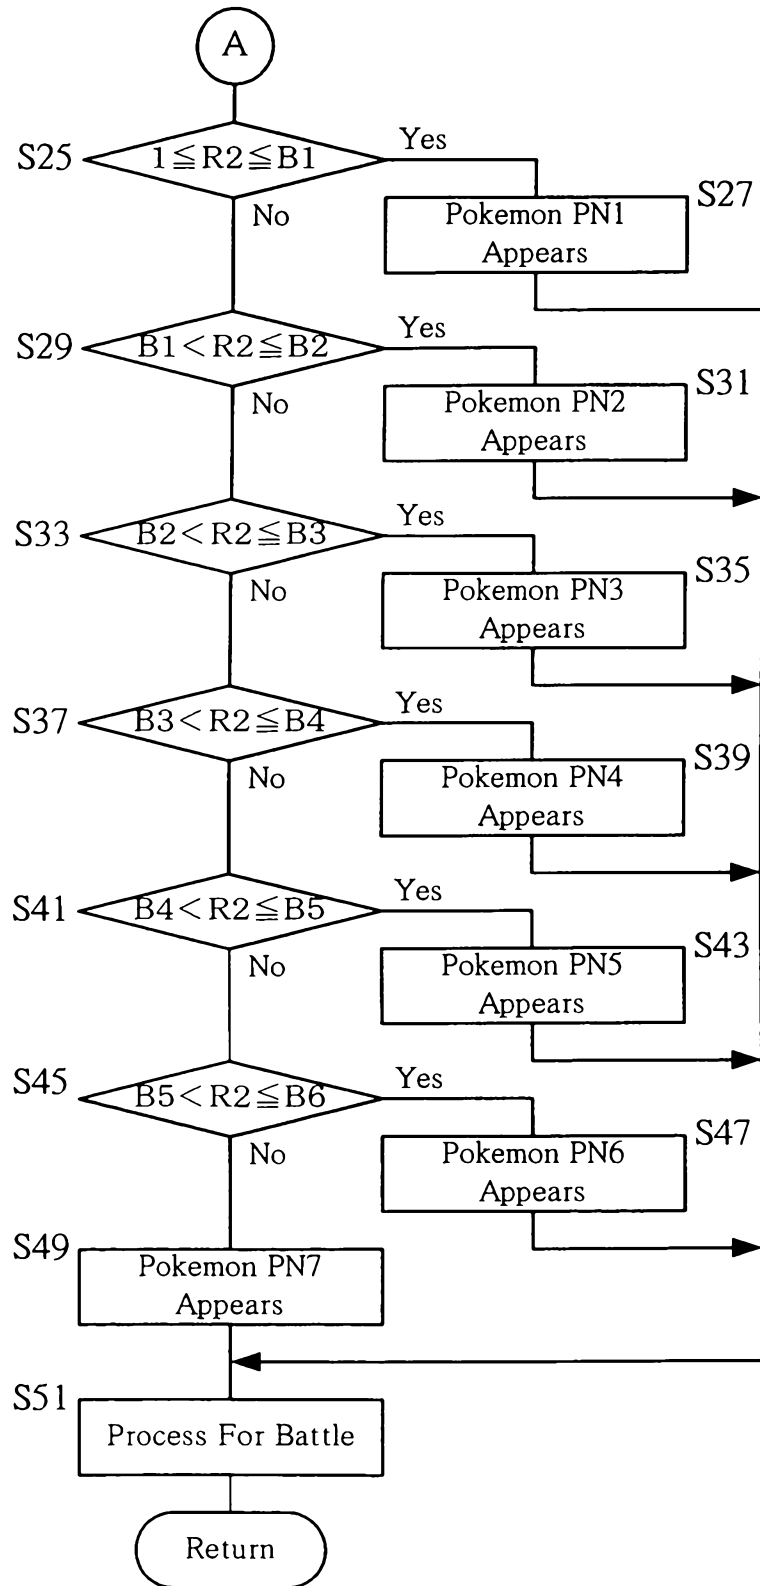 A
S25
1≦R2≦B1
Yes
No
S27
Pokemon PN1
Appears
S29
B1<R2≦B2
Yes
No
S31
Pokemon PN2
Appears
S33
B2<R2≦B3
Yes
No
S35
Pokemon PN3
Appears
S37
B3<R2≦B4
Yes
No
S39
Pokemon PN4
Appears
S41
B4<R2≦B5
Yes
No
S43
Pokemon PN5
Appears
S45
B5<R2≦B6
Yes
No
S47
Pokemon PN6
Appears
S49
Pokemon PN7
Appears
S51
Process For Battle
Return